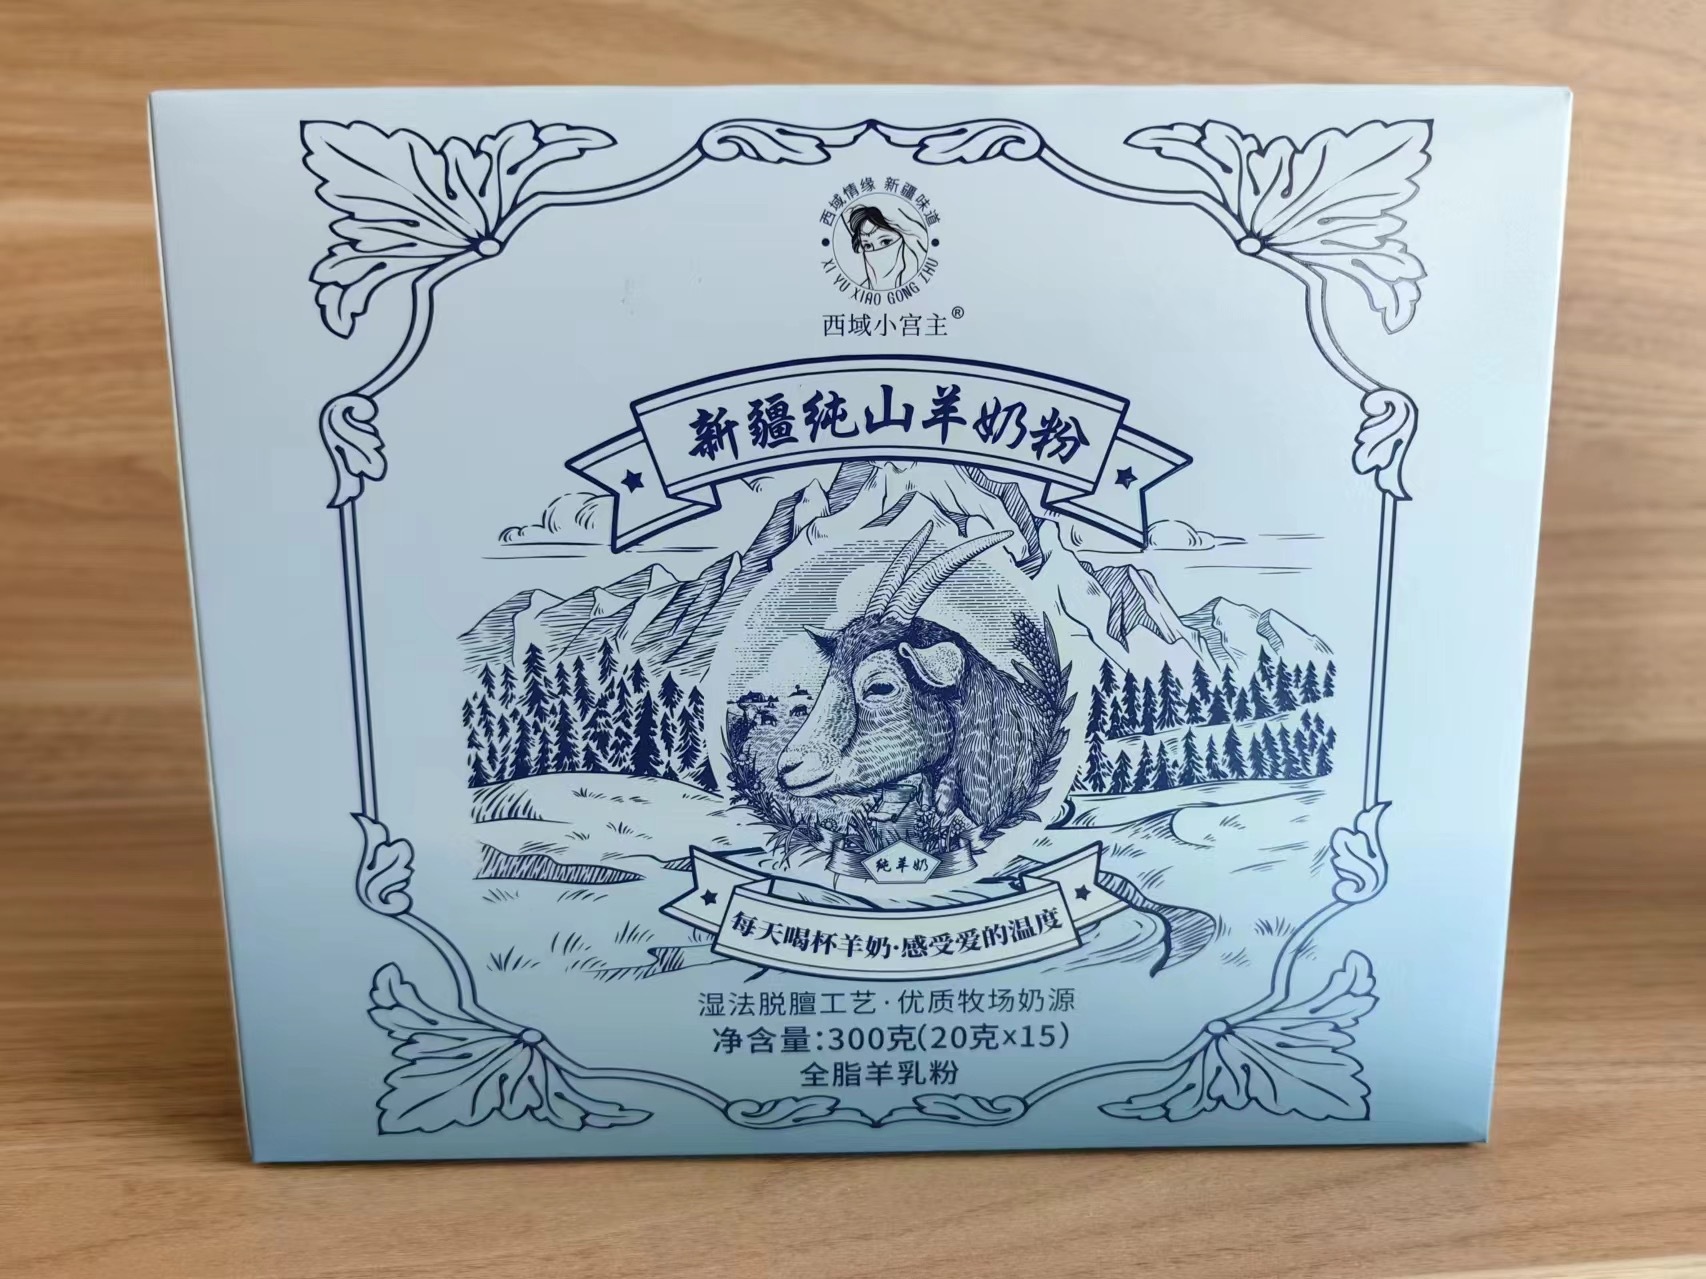 西域情缘 新疆味道
XI YU XIAO GONG ZHU
西域小宫主®
新疆纯山羊奶粉
纯羊奶
每天喝杯羊奶·感受爱的温度
湿法脱膻工艺·优质牧场奶源
净含量:300克(20克×15)
全脂羊乳粉